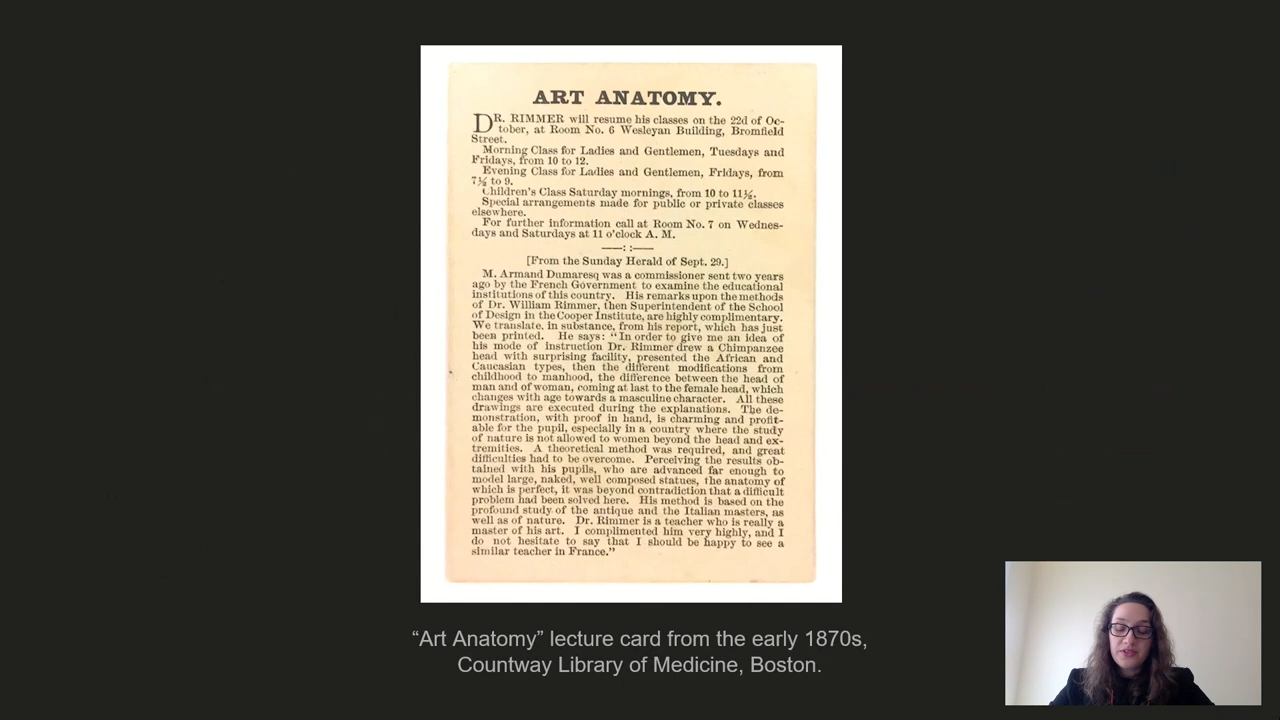 ART ANATOMY.
DR. RIMMER will resume his classes on the 22d of Oc-
tober, at Room No. 6 Wesleyan Building, Bromfield
Street.
Morning Class for Ladies and Gentlemen, Tuesdays and
Fridays, from 10 to 12.
Evening Class for Ladies and Gentlemen, Fridays, from
7½ to 9.
Children's Class Saturday mornings, from 10 to 11½.
Special arrangements made for public or private classes
elsewhere.
For further information call at Room No. 7 on Wednes-
days and Saturdays at 11 o'clock A. M.
[From the Sunday Herald of Sept. 29.]
M. Armand Dumaresq was a commissioner sent two years
ago by the French Government to examine the educational
institutions of this country. His remarks upon the methods
of Dr. William Rimmer, then Superintendent of the School
of Design in the Cooper Institute, are highly complimentary.
We translate, in substance, from his report, which has just
been printed. He says: "In order to give me an idea of
his mode of instruction Dr. Rimmer drew a Chimpanzee
head with surprising facility, presented the African and
Caucasian types, then the different modifications from
childhood to manhood, the difference between the head of
man and of woman, coming at last to the female head, which
changes with age towards a masculine character. All these
drawings are executed during the explanations. The de-
monstration, with proof in hand, is charming and profit-
able for the pupil, especially in a country where the study
of nature is not allowed to women beyond the head and ex-
tremities. A theoretical method was required, and great
difficulties had to be overcome. Perceiving the results ob-
tained with his pupils, who are advanced far enough to
model large, naked, well composed statues, the anatomy of
which is perfect, it was beyond contradiction that a difficult
problem had been solved here. His method is based on the
profound study of the antique and the Italian masters, as
well as of nature. Dr. Rimmer is a teacher who is really a
master of his art. I complimented him very highly, and I
do not hesitate to say that I should be happy to see a
similar teacher in France."
“Art Anatomy” lecture card from the early 1870s,
Countway Library of Medicine, Boston.